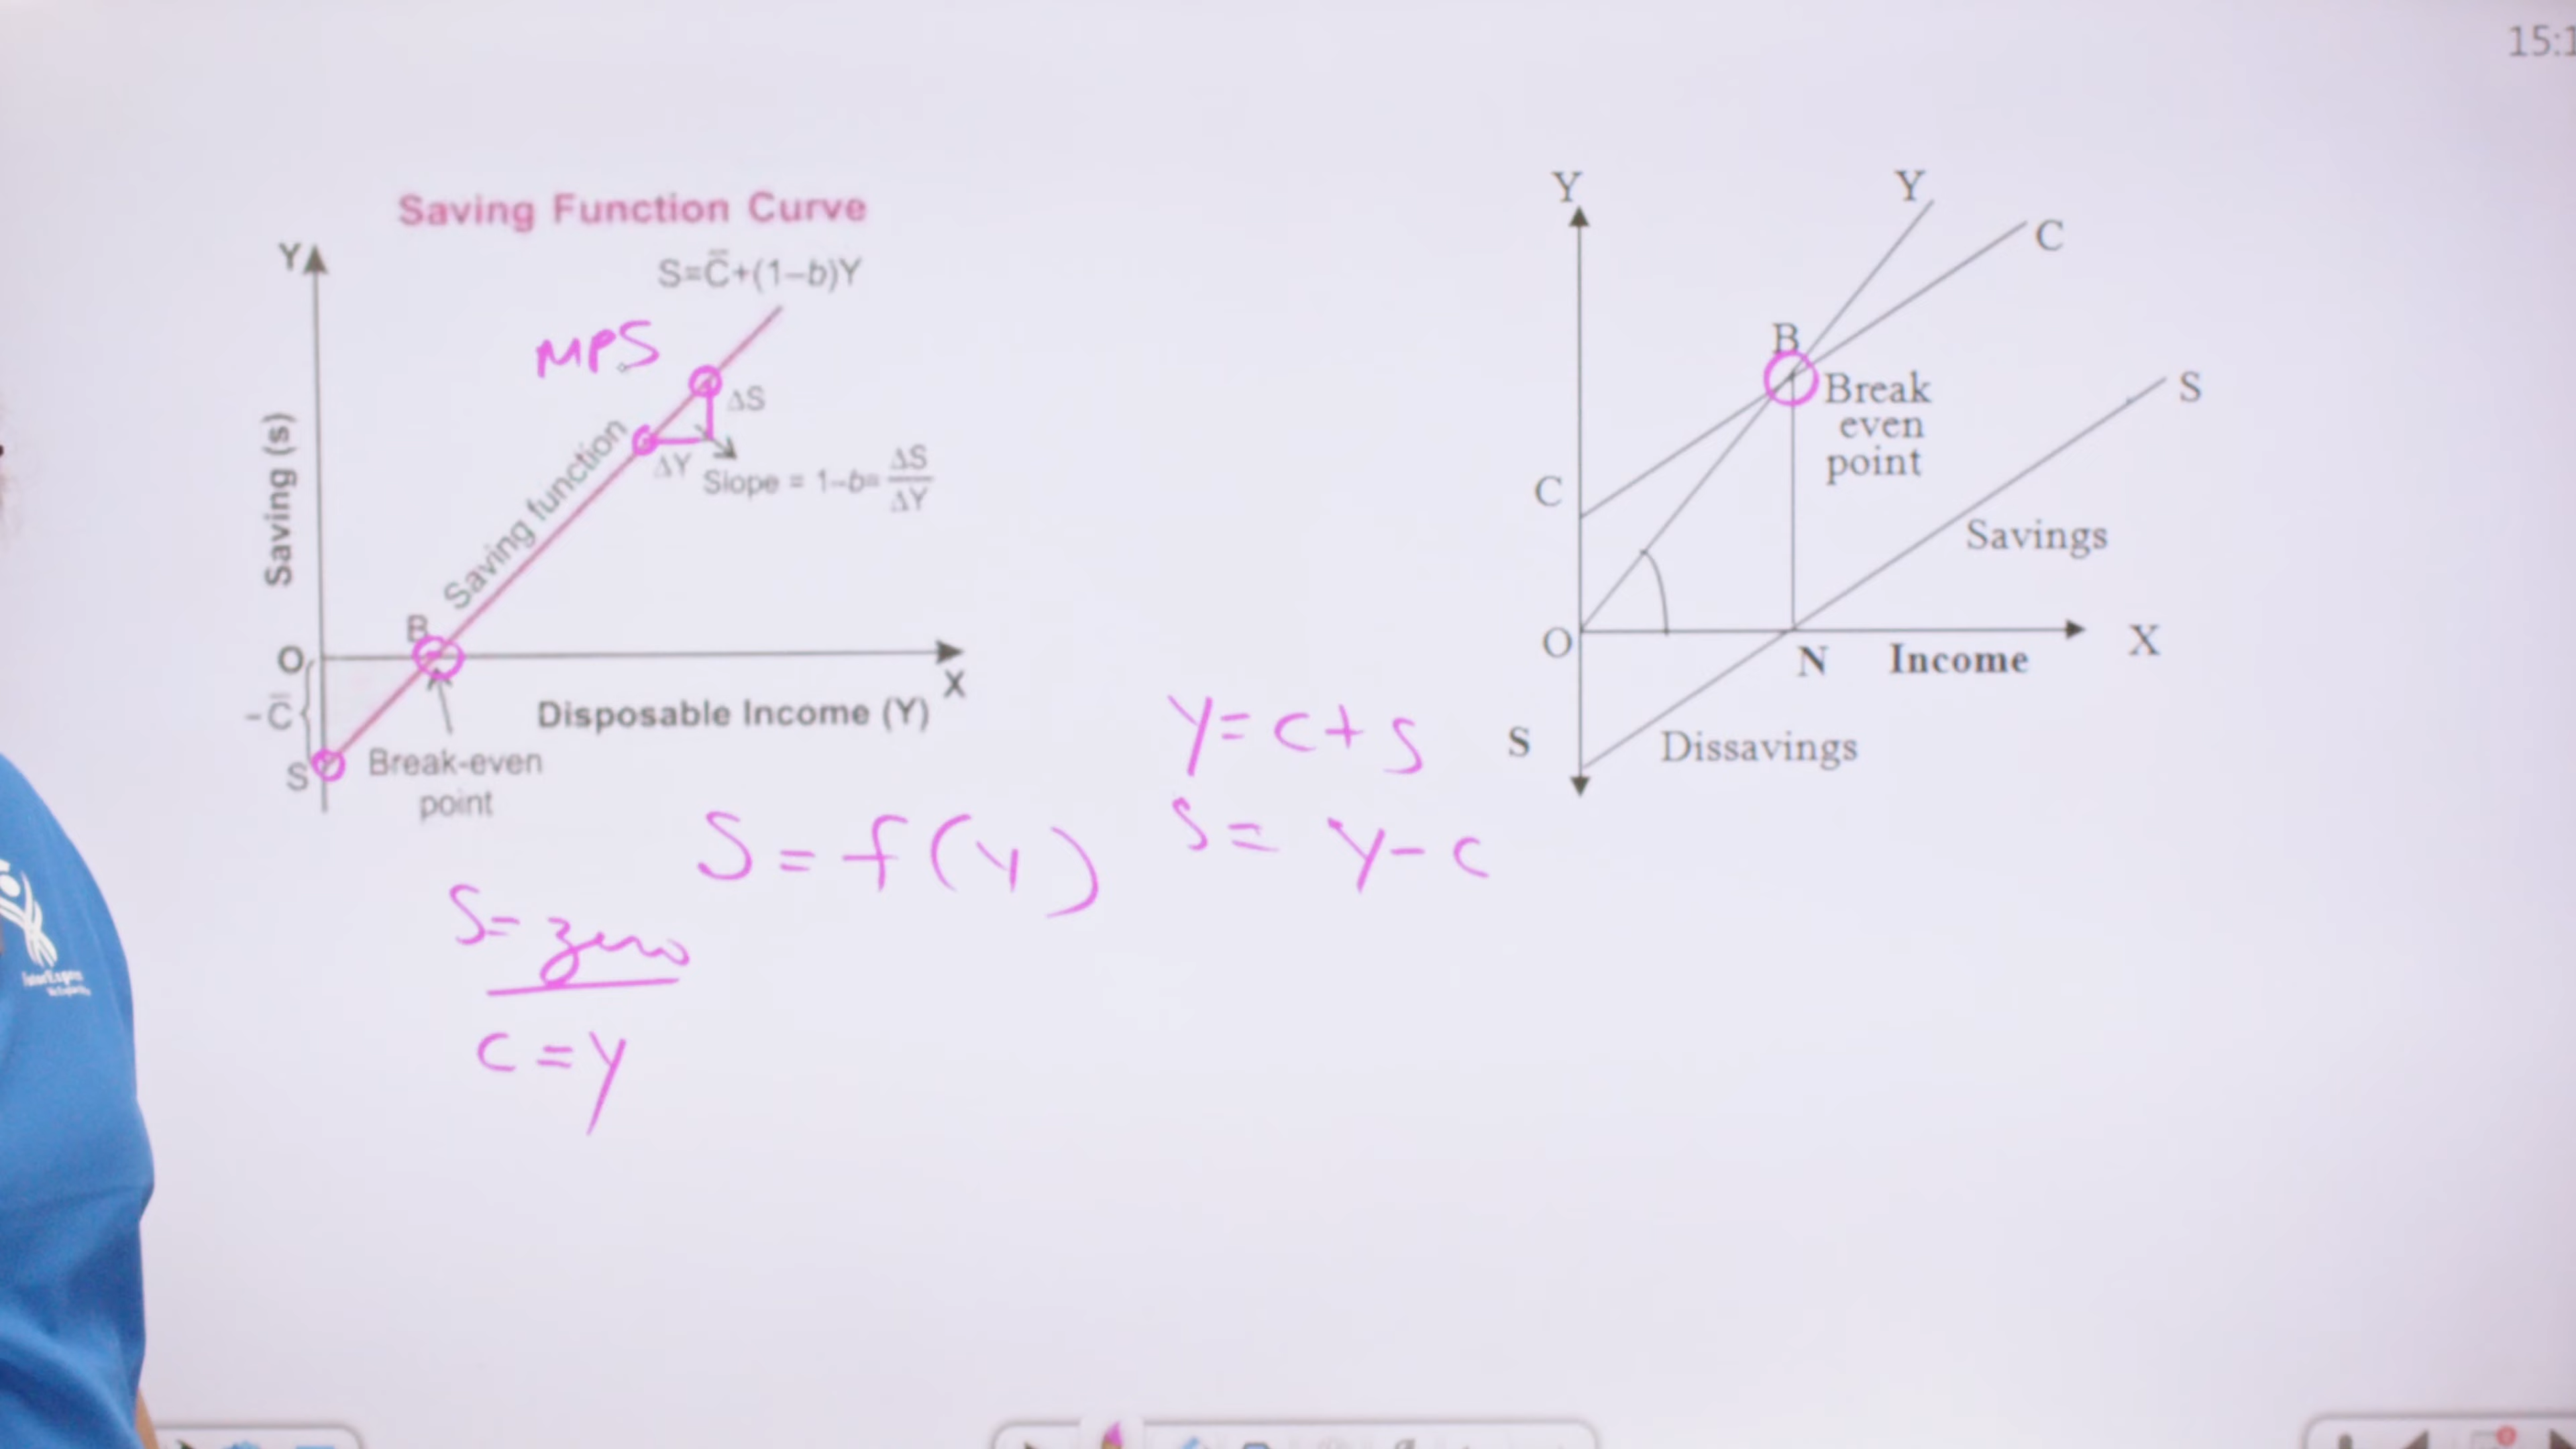 15:1
Saving Function Curve
Y
S=C̅+(1–b)Y
MPS
ΔS
ΔY
Slope = 1–b= ΔS/ΔY
Saving function
Saving (s)
B
O
X
-C̅
Disposable Income (Y)
S
Break-even
point
Y
Y
C
B
Break
even
point
C
S
Savings
O
N
Income
X
S
Dissavings
Y = C + S
S = f(Y)
S = Y - C
S = zero
C = Y